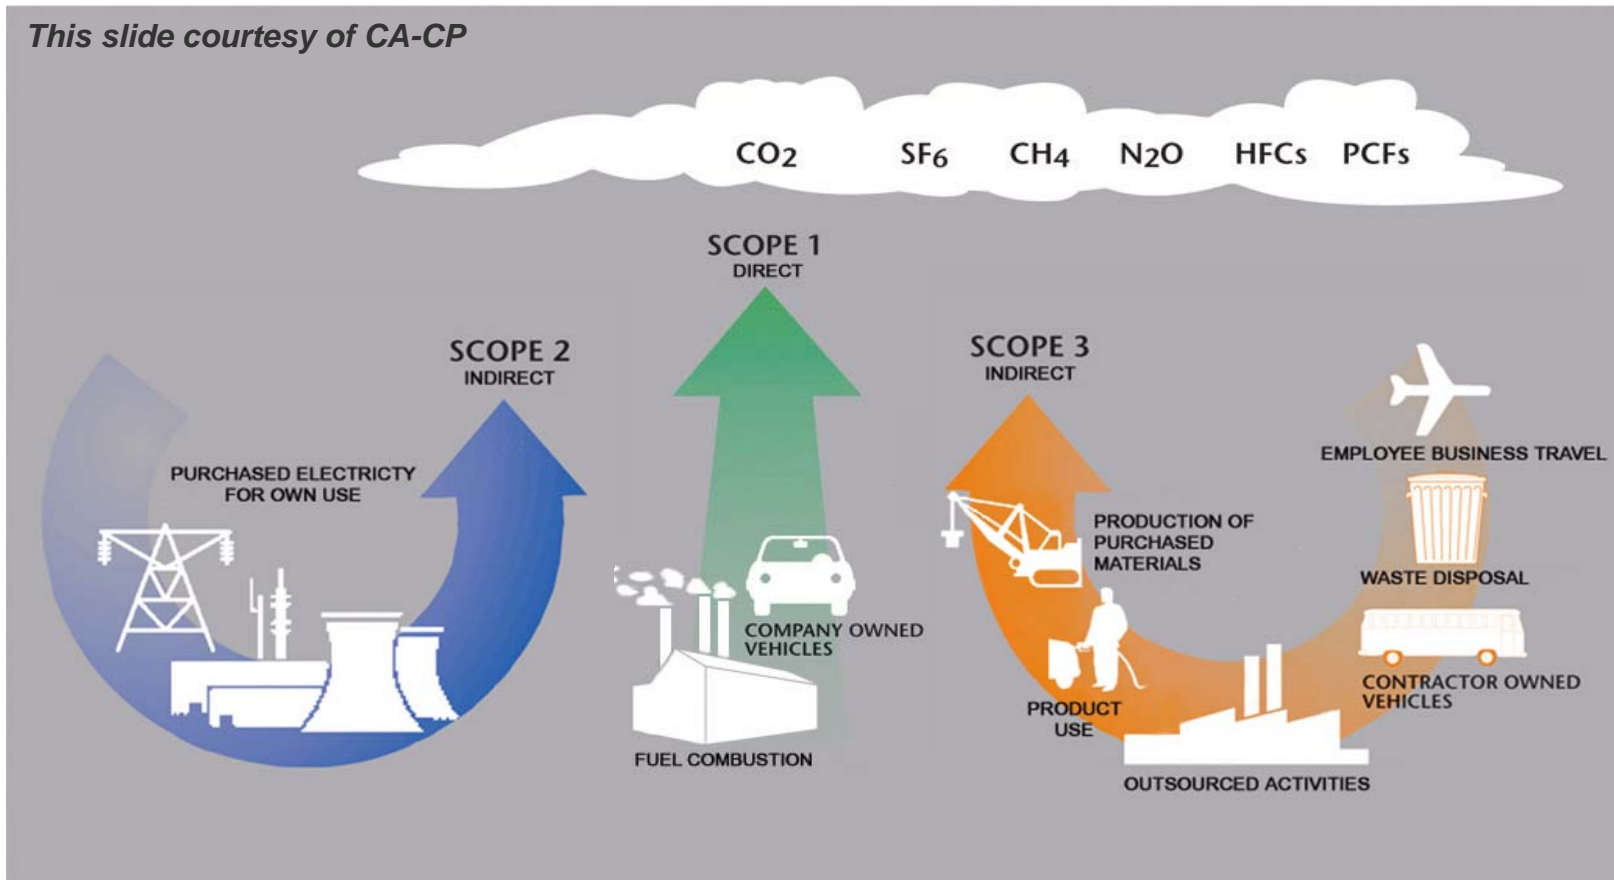 This slide courtesy of CA-CP
CO2 SF6 CH4 N2O HFCs PCFs
SCOPE 1
DIRECT
SCOPE 2
INDIRECT
SCOPE 3
INDIRECT
PURCHASED ELECTRICTY
FOR OWN USE
COMPANY OWNED
VEHICLES
FUEL COMBUSTION
PRODUCTION OF
PURCHASED
MATERIALS
PRODUCT
USE
OUTSOURCED ACTIVITIES
EMPLOYEE BUSINESS TRAVEL
WASTE DISPOSAL
CONTRACTOR OWNED
VEHICLES